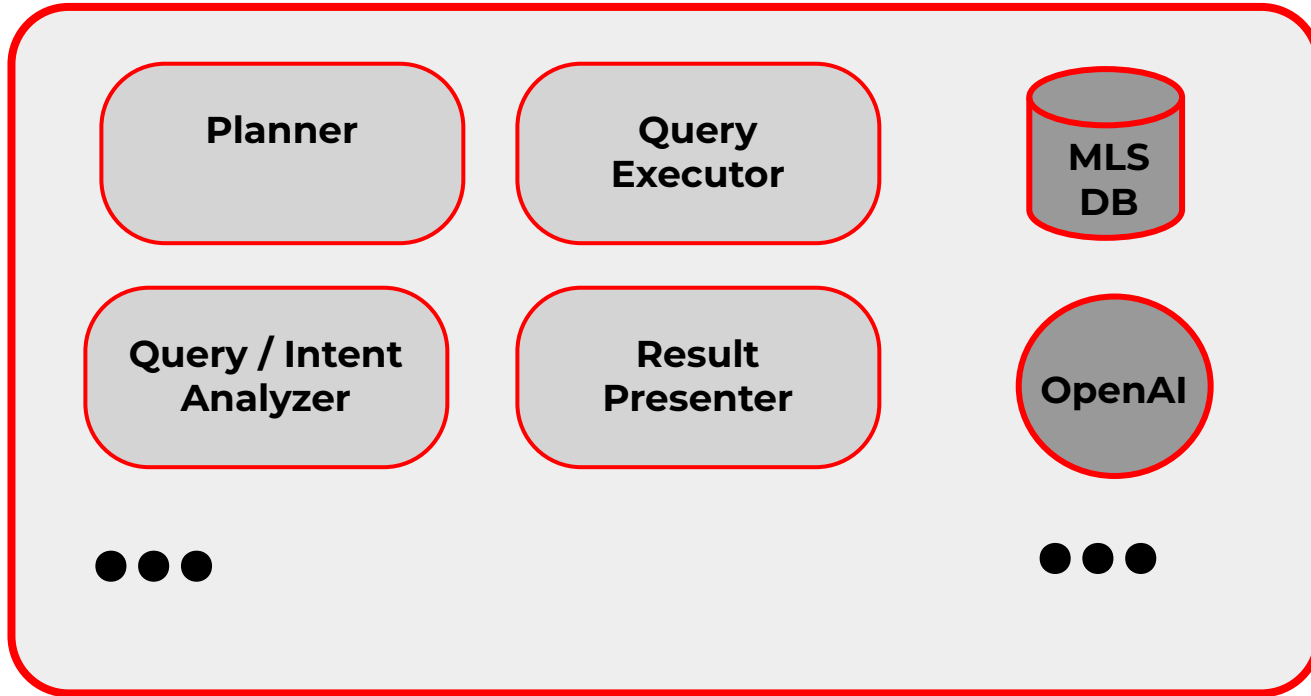 Planner
Query
Executor
MLS
DB
Query / Intent
Analyzer
Result
Presenter
OpenAI